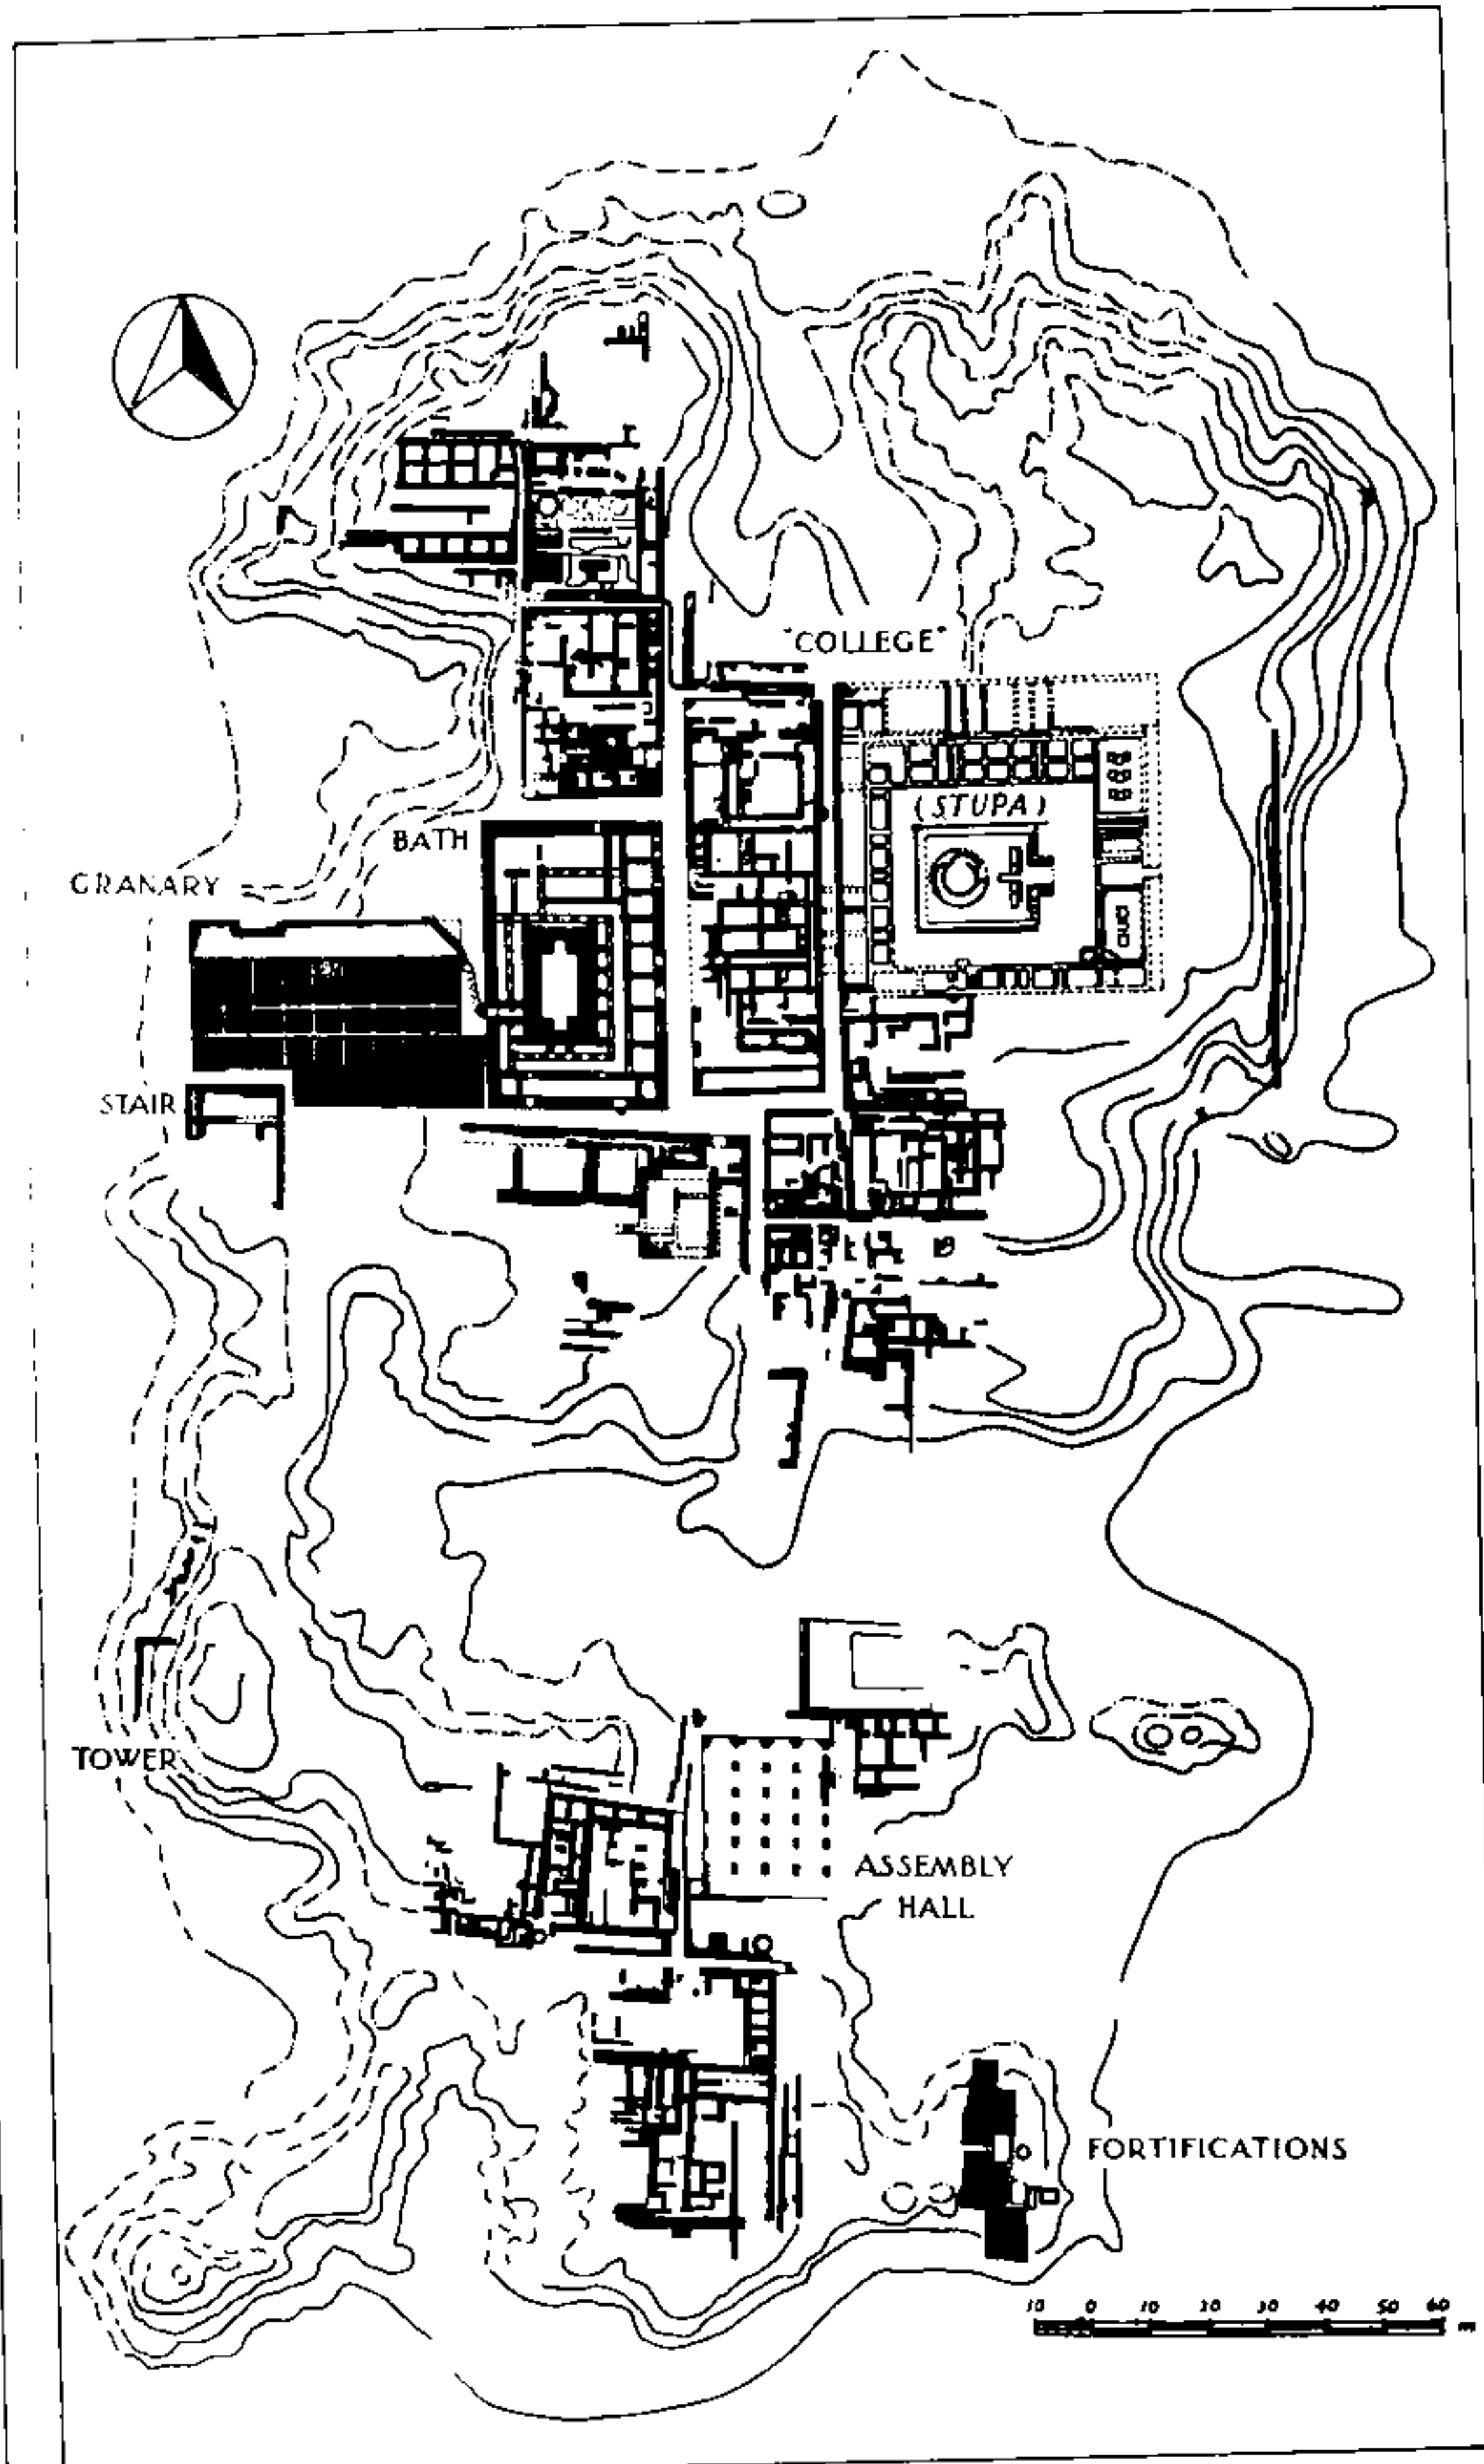 "COLLEGE"
(STUPA)
BATH
GRANARY
STAIR
TOWER
ASSEMBLY
HALL
FORTIFICATIONS
10 0 10 20 30 40 50 60
m